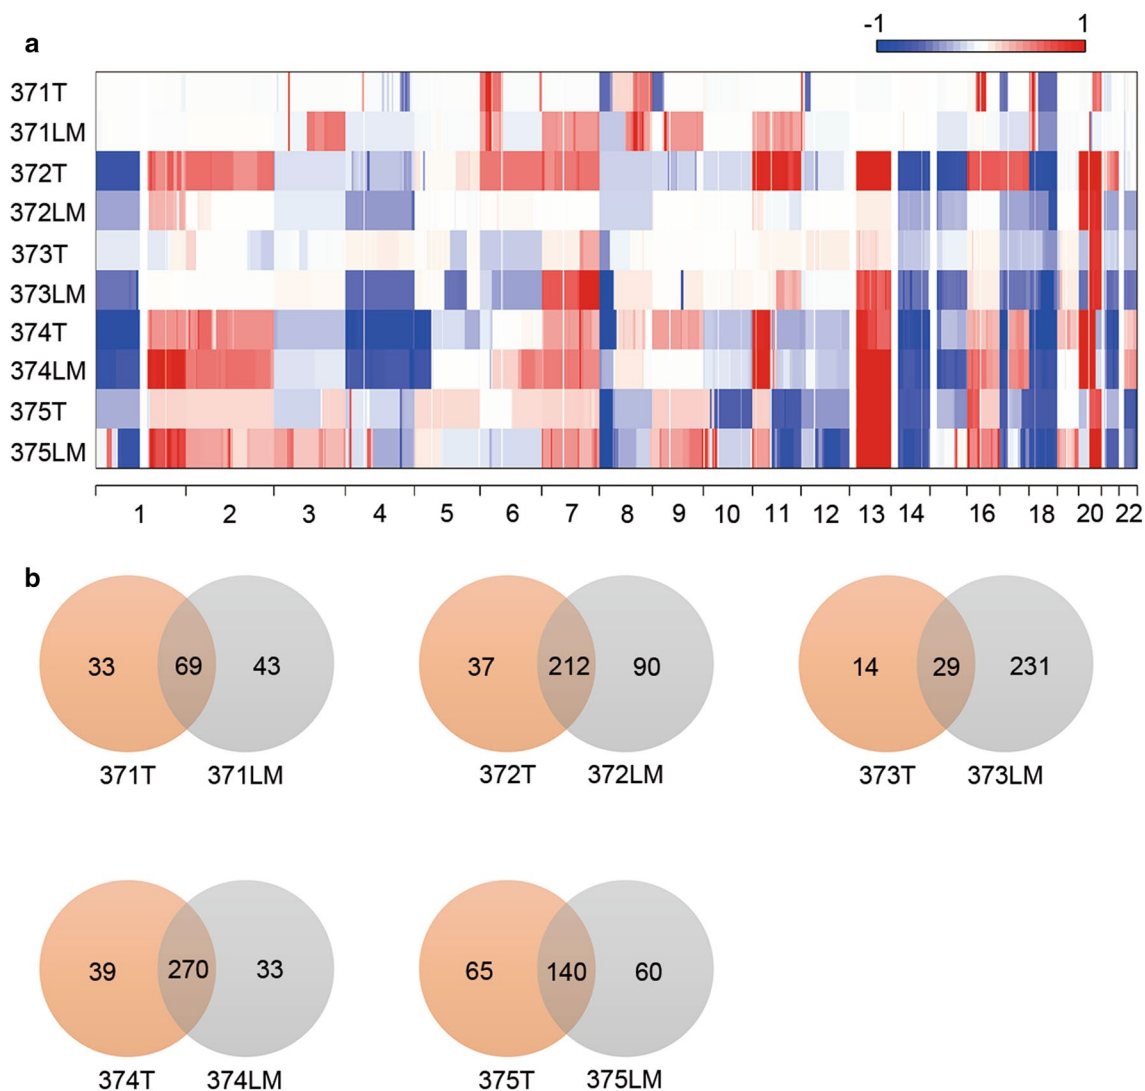 a
-1 1
371T
371LM
372T
372LM
373T
373LM
374T
374LM
375T
375LM
1 2 3 4 5 6 7 8 9 10 11 12 13 14 16 18 20 22
b
33 69 43
371T 371LM
37 212 90
372T 372LM
14 29 231
373T 373LM
39 270 33
374T 374LM
65 140 60
375T 375LM